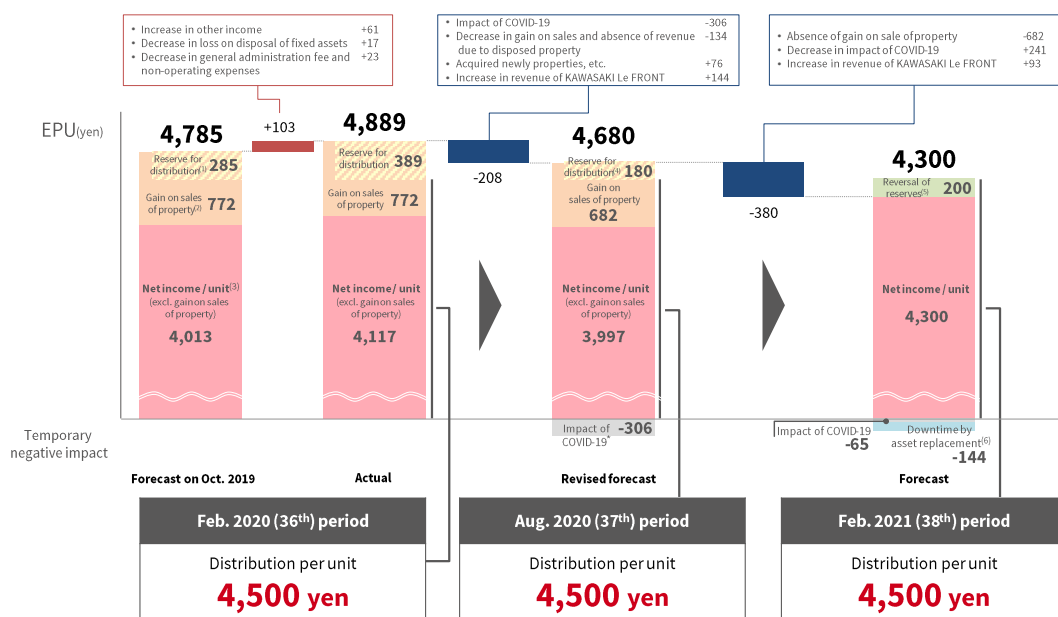 • Increase in other income +61
• Decrease in loss on disposal of fixed assets +17
• Decrease in general administration fee and +23
non-operating expenses
• Impact of COVID-19 -306
• Decrease in gain on sales and absence of revenue -134
due to disposed property
• Acquired newly properties, etc. +76
• Increase in revenue of KAWASAKI Le FRONT +144
• Absence of gain on sale of property -682
• Decrease in impact of COVID-19 +241
• Increase in revenue of KAWASAKI Le FRONT +93
EPU(yen)
4,785
+103
4,889
4,680
4,300
Reserve for
distribution(1) 285
Gain on sales
of property(2) 772
Net income / unit(3)
(excl. gain on sales
of property)
4,013
Reserve for
distribution 389
Gain on sales
of property 772
Net income / unit
(excl. gain on sales
of property)
4,117
-208
Reserve for
distribution(4) 180
Gain on
sales of property
682
Net income / unit
(excl. gain on sales
of property)
3,997
-380
Reversal of
reserves(5) 200
Net income / unit
4,300
Temporary
negative impact
Impact of
COVID-19* -306
Impact of COVID-19
-65
Downtime by
asset replacement(6)
-144
Forecast on Oct. 2019
Actual
Revised forecast
Forecast
Feb. 2020 (36th) period
Distribution per unit
4,500 yen
Aug. 2020 (37th) period
Distribution per unit
4,500 yen
Feb. 2021 (38th) period
Distribution per unit
4,500 yen